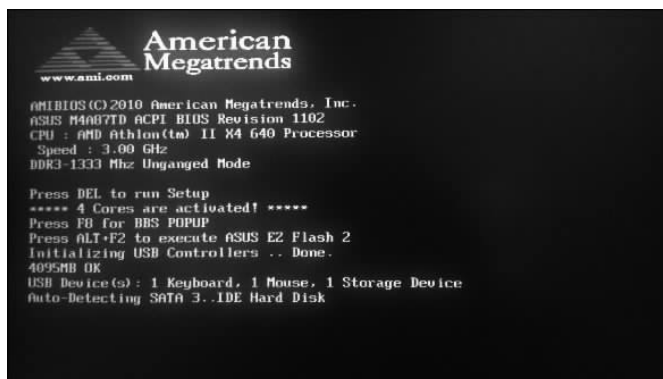 American
Megatrends
www.ami.com
AMIBIOS(C)2010 American Megatrends, Inc.
ASUS M4A87TD ACPI BIOS Revision 1102
CPU : AMD Athlon(tm) II X4 640 Processor
Speed : 3.00 GHz
DDR3-1333 Mhz Unganged Mode
Press DEL to run Setup
***** 4 Cores are activated! *****
Press F8 for BBS POPUP
Press ALT+F2 to execute ASUS EZ Flash 2
Initializing USB Controllers .. Done.
4095MB OK
USB Device(s): 1 Keyboard, 1 Mouse, 1 Storage Device
Auto-Detecting SATA 3..IDE Hard Disk